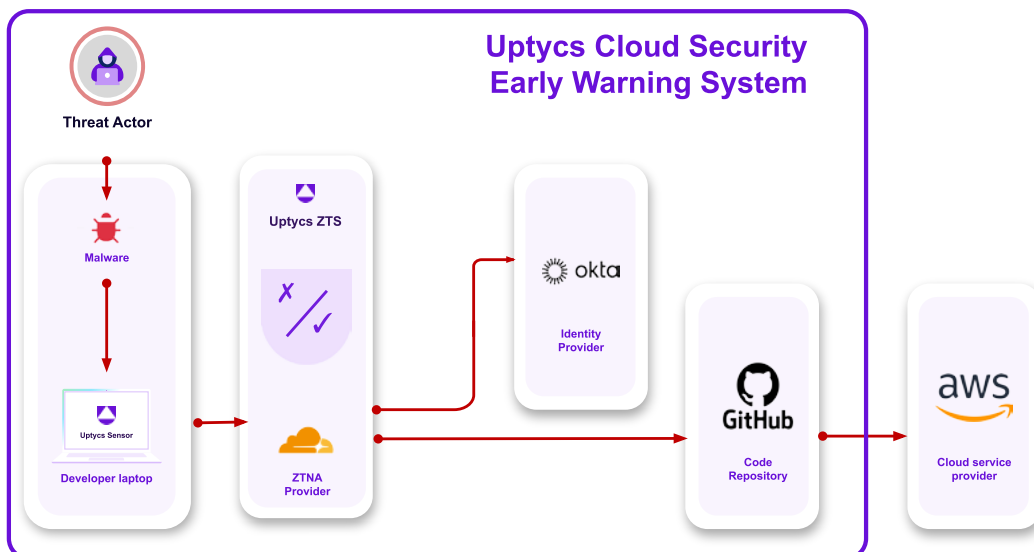 Uptycs Cloud Security
Early Warning System
Threat Actor
Malware
Uptycs Sensor
Developer laptop
Uptycs ZTS
✗/✓
ZTNA
Provider
okta
Identity
Provider
GitHub
Code
Repository
aws
Cloud service
provider